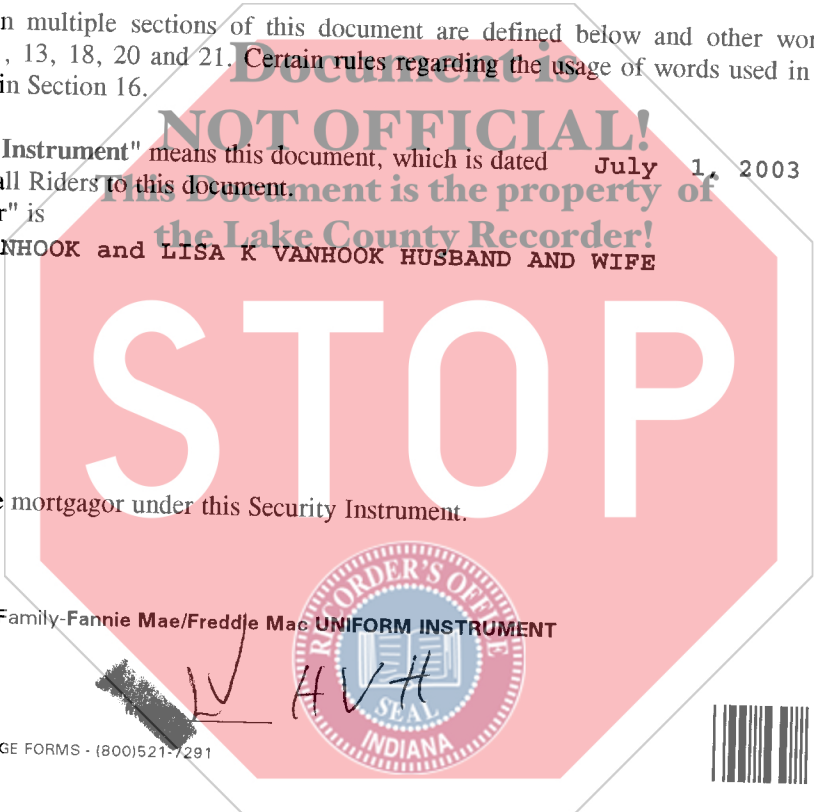 n multiple sections of this document are defined below and other wor
, 13, 18, 20 and 21. Certain rules regarding the usage of words used in
in Section 16.
Document is
NOT OFFICIAL!
Instrument" means this document, which is dated July 1, 2003
all Riders to this document.
This Document is the property of
r" is
the Lake County Recorder!
NHOOK and LISA K VANHOOK HUSBAND AND WIFE
STOP
e mortgagor under this Security Instrument.
RECORDER'S OFFICE
Family-Fannie Mae/Freddie Mac UNIFORM INSTRUMENT
LV HVH
SEAL
INDIANA
GE FORMS - (800)521-7291